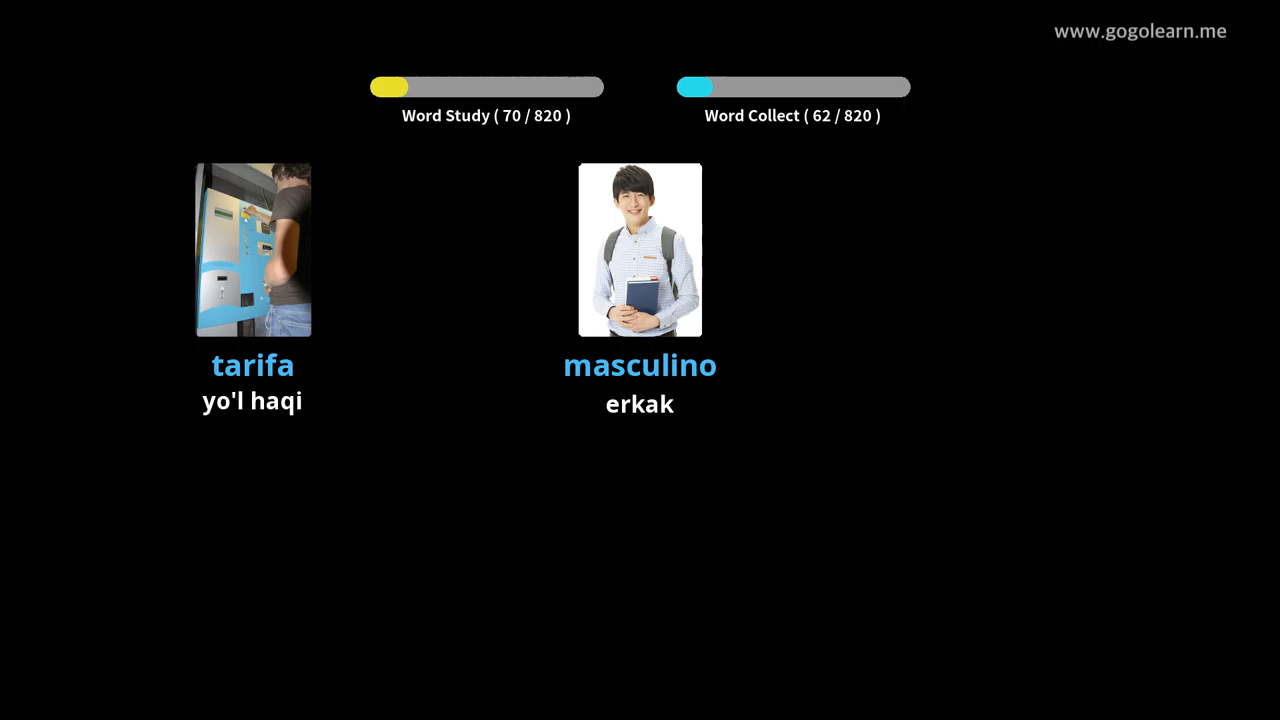 www.gogolearn.me
Word Study ( 70 / 820 )
Word Collect ( 62 / 820 )
tarifa
yo'l haqi
masculino
erkak